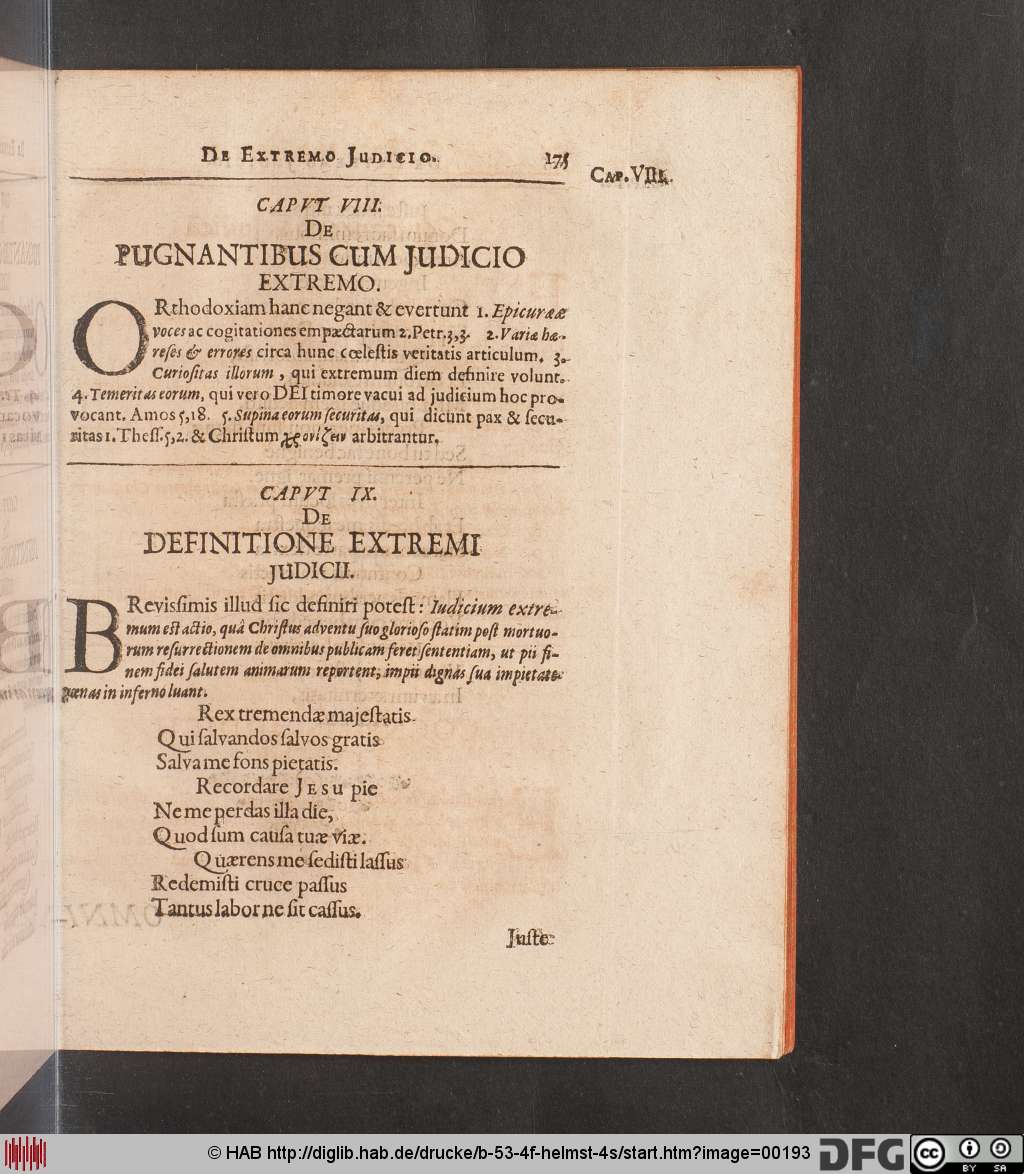 De Extremo Judicio. 175
Cap. VIII.
CAPVT VIII.
De
PUGNANTIBUS CUM JUDICIO
EXTREMO.
ORthodoxiam hanc negant & evertunt 1. Epicurææ
voces ac cogitationes empæctarum 2. Petr. 3, 3. 2. Variæ hæ-
reſes & errores circa hunc cœleſtis veritatis articulum. 3.
Curioſitas illorum, qui extremum diem definire volunt.
4. Temeritas eorum, qui vero DEI timore vacui ad judicium hoc pro-
vocant. Amos 5, 18. 5. Supina eorum ſecuritas, qui dicunt pax & ſecu-
ritas 1. Theſſ. 5, 2. & Chriſtum χρονίζειν arbitrantur.
CAPVT IX.
De
DEFINITIONE EXTREMI
JUDICII.
BReviſſimis illud ſic definiri poteſt: Iudicium extre-
mum est actio, quâ Chriſtus adventu ſuo glorioſo ſtatim poſt mortuo-
rum reſurrectionem de omnibus publicam feret ſententiam, ut pii fi-
nem fidei ſalutem animarum reportent, impii dignas ſua impietate
pœnas in inferno luant.
Rex tremendæ majeſtatis
Qui ſalvandos ſalvos gratis
Salva me fons pietatis.
Recordare Jesu pie
Ne me perdas illa die,
Quod ſum cauſa tuæ viæ.
Quærens me ſediſti laſſus
Redemiſti cruce paſſus
Tantus labor ne ſit caſſus.
Juſte
© HAB http://diglib.hab.de/drucke/b-53-4f-helmst-4s/start.htm?image=00193
DFG
cc
BY SA